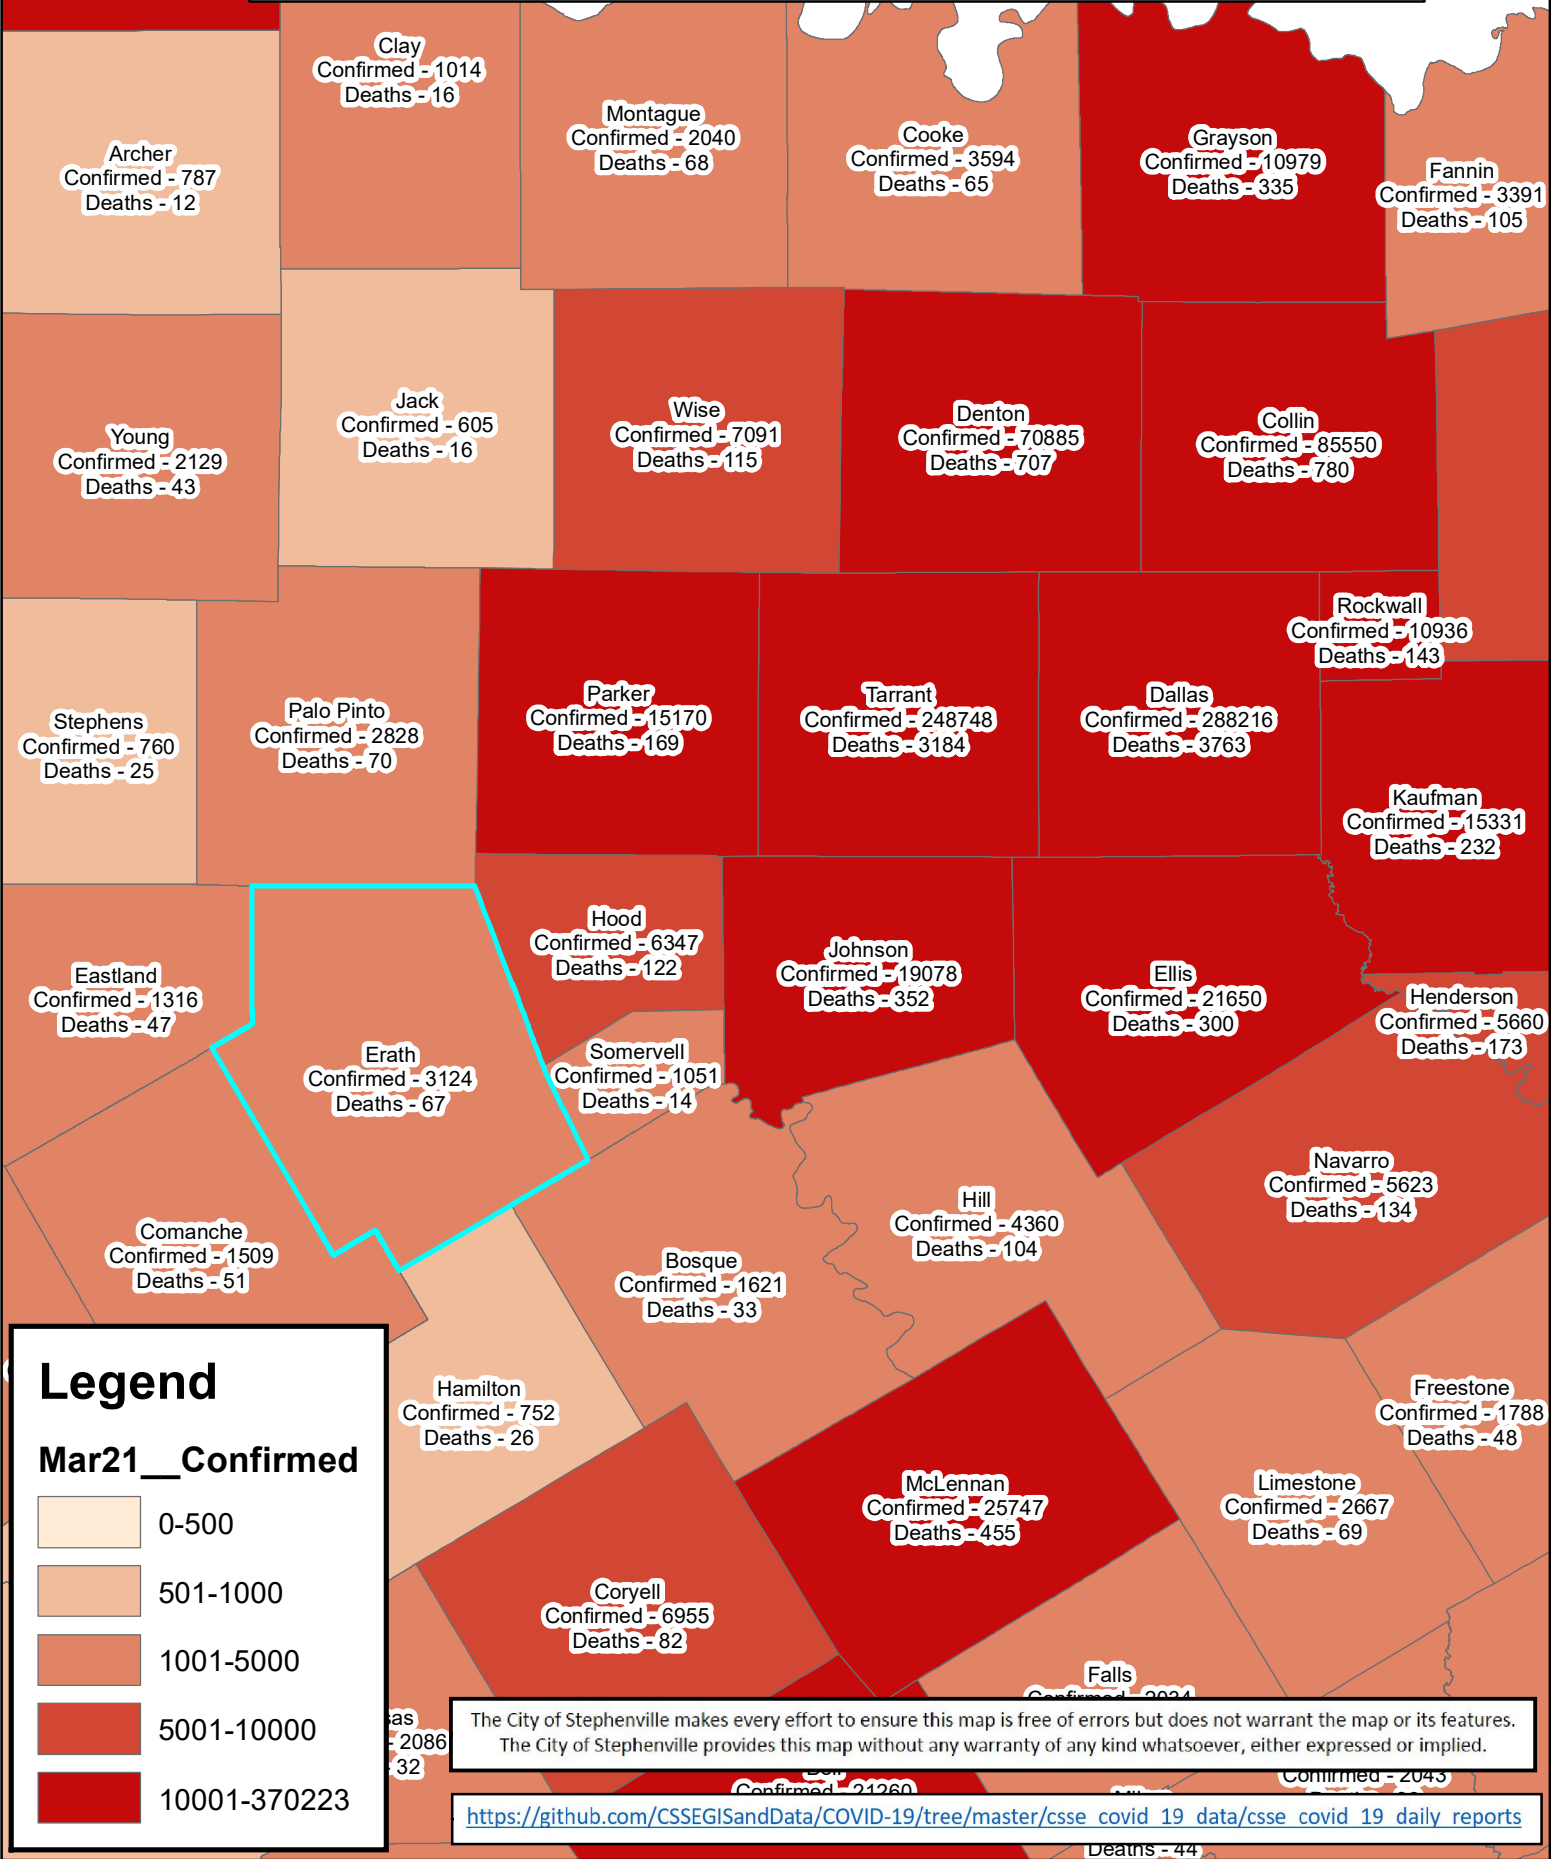 Clay
Confirmed - 1014
Deaths - 16
Montague
Confirmed - 2040
Deaths - 68
Cooke
Confirmed - 3594
Deaths - 65
Grayson
Confirmed - 10979
Deaths - 335
Archer
Confirmed - 787
Deaths - 12
Fannin
Confirmed - 3391
Deaths - 105
Jack
Confirmed - 605
Deaths - 16
Wise
Confirmed - 7091
Deaths - 115
Denton
Confirmed - 70885
Deaths - 707
Collin
Confirmed - 85550
Deaths - 780
Young
Confirmed - 2129
Deaths - 43
Rockwall
Confirmed - 10936
Deaths - 143
Stephens
Confirmed - 760
Deaths - 25
Palo Pinto
Confirmed - 2828
Deaths - 70
Parker
Confirmed - 15170
Deaths - 169
Tarrant
Confirmed - 248748
Deaths - 3184
Dallas
Confirmed - 288216
Deaths - 3763
Kaufman
Confirmed - 15331
Deaths - 232
Hood
Confirmed - 6347
Deaths - 122
Johnson
Confirmed - 19078
Deaths - 352
Ellis
Confirmed - 21650
Deaths - 300
Eastland
Confirmed - 1316
Deaths - 47
Henderson
Confirmed - 5660
Deaths - 173
Erath
Confirmed - 3124
Deaths - 67
Somervell
Confirmed - 1051
Deaths - 14
Navarro
Confirmed - 5623
Deaths - 134
Hill
Confirmed - 4360
Deaths - 104
Comanche
Confirmed - 1509
Deaths - 51
Bosque
Confirmed - 1621
Deaths - 33
Hamilton
Confirmed - 752
Deaths - 26
Freestone
Confirmed - 1788
Deaths - 48
McLennan
Confirmed - 25747
Deaths - 455
Limestone
Confirmed - 2667
Deaths - 69
Coryell
Confirmed - 6955
Deaths - 82
Falls
Confirmed - 2034
sas
- 2086
- 32
Confirmed - 21260
Confirmed - 2043
Deaths - 44
Legend
Mar21__Confirmed
0-500
501-1000
1001-5000
5001-10000
10001-370223
The City of Stephenville makes every effort to ensure this map is free of errors but does not warrant the map or its features.
The City of Stephenville provides this map without any warranty of any kind whatsoever, either expressed or implied.
https://github.com/CSSEGISandData/COVID-19/tree/master/csse_covid_19_data/csse_covid_19_daily_reports